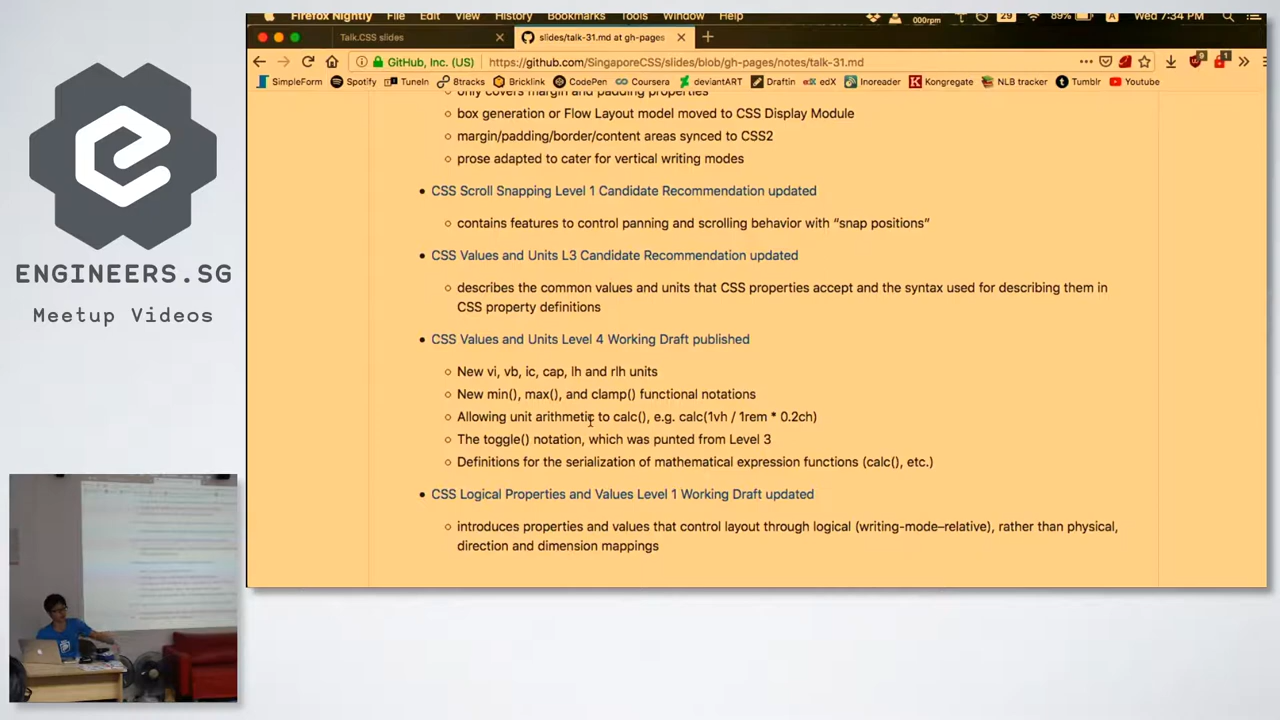 Firefox Nightly File Edit View History Bookmarks Tools Window Help 000rpm 29 89% A Wed 7:34 PM
Talk.CSS slides slides/talk-31.md at gh-pages
GitHub, Inc. (US) https://github.com/SingaporeCSS/slides/blob/gh-pages/notes/talk-31.md
SimpleForm Spotify TuneIn 8tracks Bricklink CodePen Coursera deviantART Draftin edX Inoreader Kongregate NLB tracker Tumblr Youtube
only covers margin and padding properties
box generation or Flow Layout model moved to CSS Display Module
margin/padding/border/content areas synced to CSS2
prose adapted to cater for vertical writing modes
CSS Scroll Snapping Level 1 Candidate Recommendation updated
contains features to control panning and scrolling behavior with “snap positions”
CSS Values and Units L3 Candidate Recommendation updated
describes the common values and units that CSS properties accept and the syntax used for describing them in
CSS property definitions
CSS Values and Units Level 4 Working Draft published
New vi, vb, ic, cap, lh and rlh units
New min(), max(), and clamp() functional notations
Allowing unit arithmetic to calc(), e.g. calc(1vh / 1rem * 0.2ch)
The toggle() notation, which was punted from Level 3
Definitions for the serialization of mathematical expression functions (calc(), etc.)
CSS Logical Properties and Values Level 1 Working Draft updated
introduces properties and values that control layout through logical (writing-mode–relative), rather than physical,
direction and dimension mappings
ENGINEERS.SG
Meetup Videos